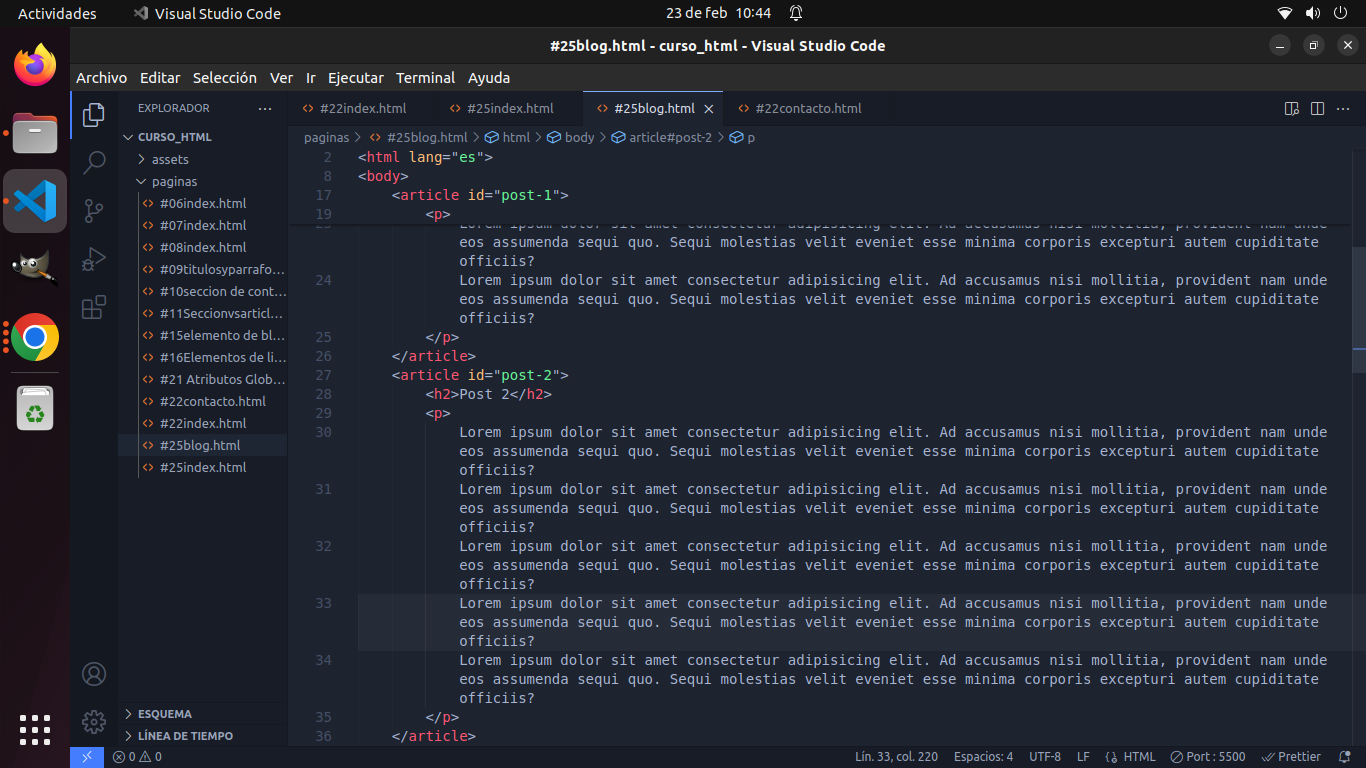 Actividades
Visual Studio Code
23 de feb 10:44
#25blog.html - curso_html - Visual Studio Code
Archivo Editar Selección Ver Ir Ejecutar Terminal Ayuda
EXPLORADOR
CURSO_HTML
assets
paginas
#06index.html
#07index.html
#08index.html
#09titulosyparrafo...
#10seccion de cont...
#11Seccionvsarticl...
#15elemento de bl...
#16Elementos de li...
#21 Atributos Glob...
#22contacto.html
#22index.html
#25blog.html
#25index.html
ESQUEMA
LÍNEA DE TIEMPO
#22index.html #25index.html #25blog.html #22contacto.html
paginas > #25blog.html > html > body > article#post-2 > p
2 <html lang="es">
8 <body>
17 <article id="post-1">
19 <p>
Lorem ipsum dolor sit amet consectetur adipisicing elit. Ad accusamus nisi mollitia, provident nam unde
eos assumenda sequi quo. Sequi molestias velit eveniet esse minima corporis excepturi autem cupiditate
officiis?
24 Lorem ipsum dolor sit amet consectetur adipisicing elit. Ad accusamus nisi mollitia, provident nam unde
eos assumenda sequi quo. Sequi molestias velit eveniet esse minima corporis excepturi autem cupiditate
officiis?
25 </p>
26 </article>
27 <article id="post-2">
28 <h2>Post 2</h2>
29 <p>
30 Lorem ipsum dolor sit amet consectetur adipisicing elit. Ad accusamus nisi mollitia, provident nam unde
eos assumenda sequi quo. Sequi molestias velit eveniet esse minima corporis excepturi autem cupiditate
officiis?
31 Lorem ipsum dolor sit amet consectetur adipisicing elit. Ad accusamus nisi mollitia, provident nam unde
eos assumenda sequi quo. Sequi molestias velit eveniet esse minima corporis excepturi autem cupiditate
officiis?
32 Lorem ipsum dolor sit amet consectetur adipisicing elit. Ad accusamus nisi mollitia, provident nam unde
eos assumenda sequi quo. Sequi molestias velit eveniet esse minima corporis excepturi autem cupiditate
officiis?
33 Lorem ipsum dolor sit amet consectetur adipisicing elit. Ad accusamus nisi mollitia, provident nam unde
eos assumenda sequi quo. Sequi molestias velit eveniet esse minima corporis excepturi autem cupiditate
officiis?
34 Lorem ipsum dolor sit amet consectetur adipisicing elit. Ad accusamus nisi mollitia, provident nam unde
eos assumenda sequi quo. Sequi molestias velit eveniet esse minima corporis excepturi autem cupiditate
officiis?
35 </p>
36 </article>
0 0
Lín. 33, col. 220 Espacios: 4 UTF-8 LF HTML Port : 5500 Prettier